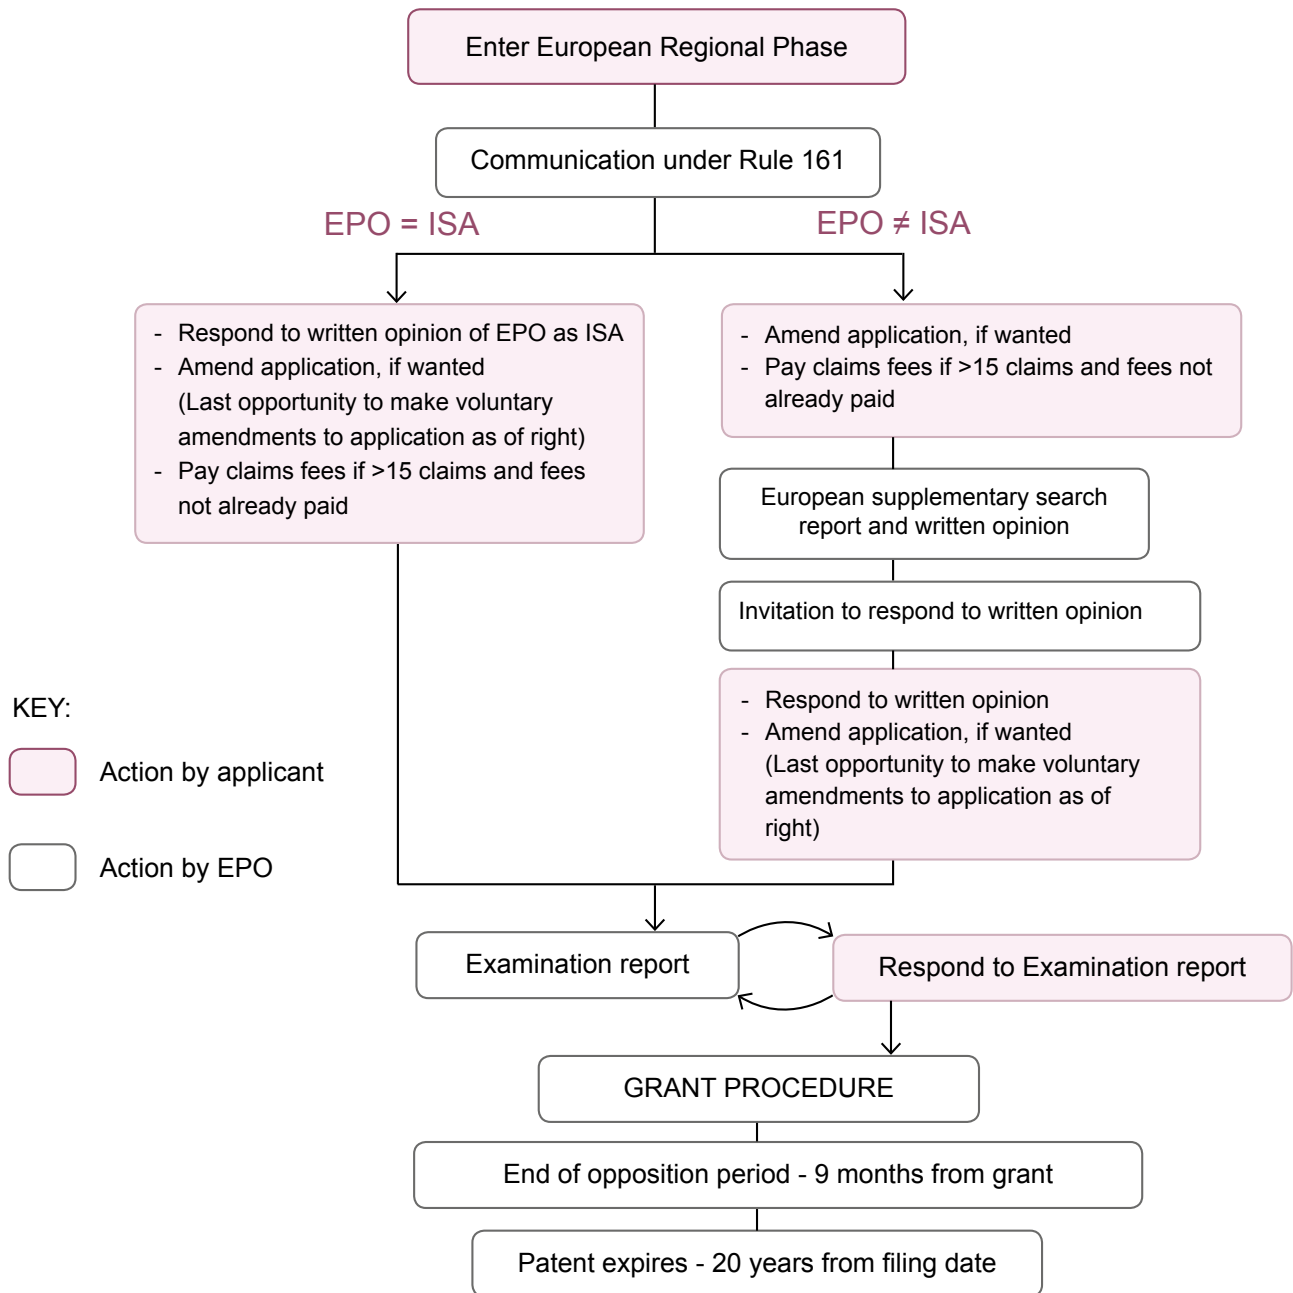 Enter European Regional Phase
Communication under Rule 161
EPO = ISA
EPO ≠ ISA
- Respond to written opinion of EPO as ISA
- Amend application, if wanted
(Last opportunity to make voluntary
amendments to application as of right)
- Pay claims fees if >15 claims and fees
not already paid
- Amend application, if wanted
- Pay claims fees if >15 claims and fees not
already paid
European supplementary search
report and written opinion
Invitation to respond to written opinion
- Respond to written opinion
- Amend application, if wanted
(Last opportunity to make voluntary
amendments to application as of
right)
KEY:
Action by applicant
Action by EPO
Examination report
Respond to Examination report
GRANT PROCEDURE
End of opposition period - 9 months from grant
Patent expires - 20 years from filing date